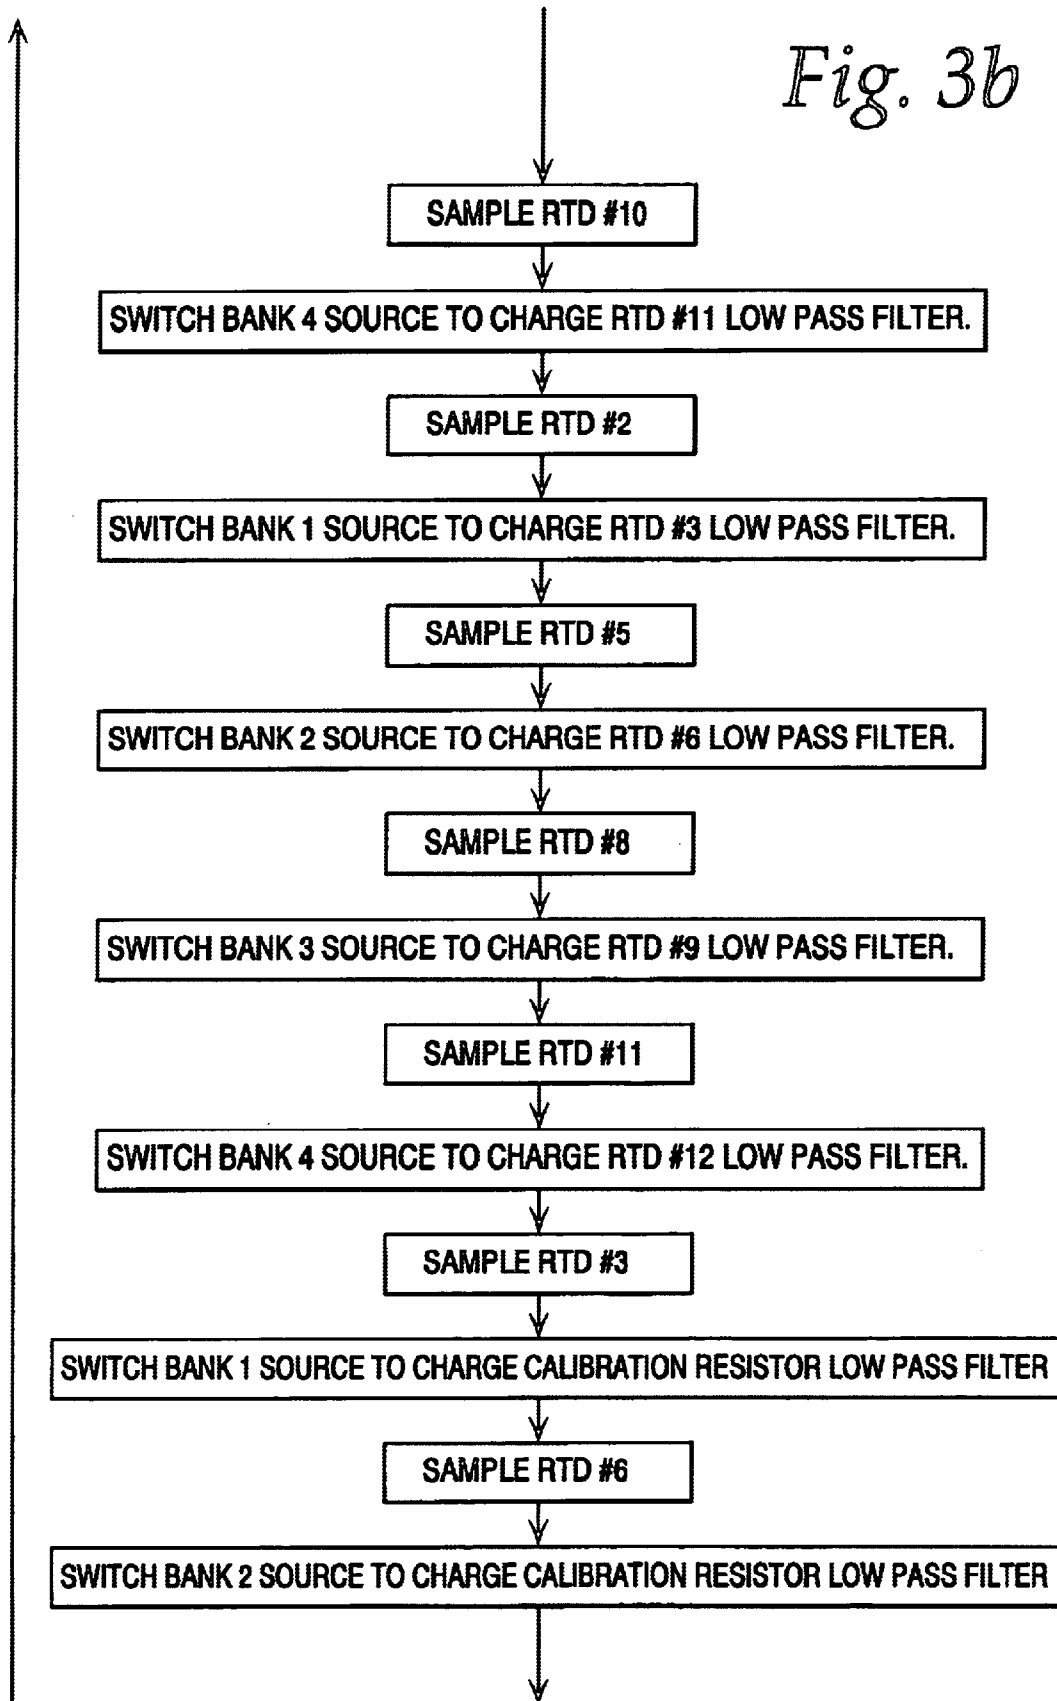 Fig. 3b
SAMPLE RTD #10
SWITCH BANK 4 SOURCE TO CHARGE RTD #11 LOW PASS FILTER.
SAMPLE RTD #2
SWITCH BANK 1 SOURCE TO CHARGE RTD #3 LOW PASS FILTER.
SAMPLE RTD #5
SWITCH BANK 2 SOURCE TO CHARGE RTD #6 LOW PASS FILTER.
SAMPLE RTD #8
SWITCH BANK 3 SOURCE TO CHARGE RTD #9 LOW PASS FILTER.
SAMPLE RTD #11
SWITCH BANK 4 SOURCE TO CHARGE RTD #12 LOW PASS FILTER.
SAMPLE RTD #3
SWITCH BANK 1 SOURCE TO CHARGE CALIBRATION RESISTOR LOW PASS FILTER
SAMPLE RTD #6
SWITCH BANK 2 SOURCE TO CHARGE CALIBRATION RESISTOR LOW PASS FILTER